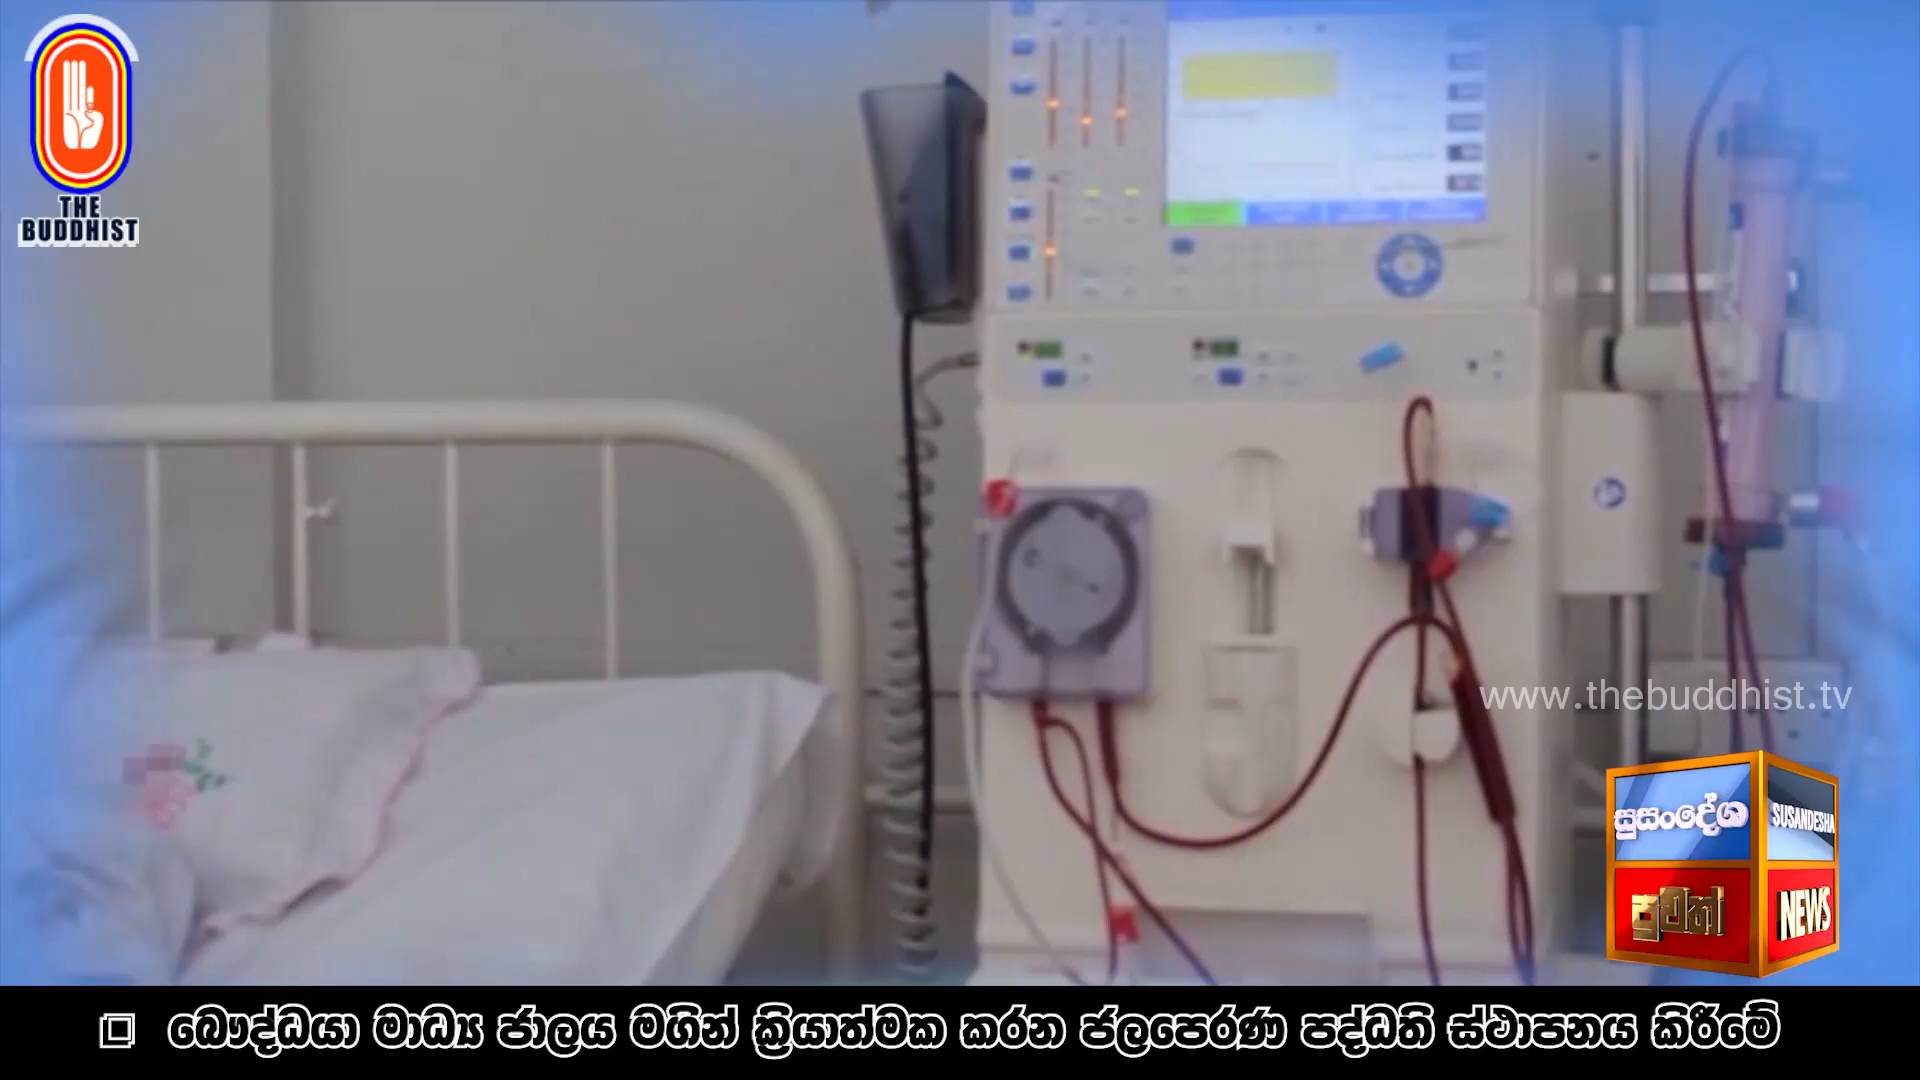 THE
BUDDHIST
www.thebuddhist.tv
සුසංදේශ
SUSANDESHA
පුවත්
NEWS
බෞද්ධයා මාධ්‍ය ජාලය මගින් ක්‍රියාත්මක කරන ජලපෙරණ පද්ධති ස්ථාපනය කිරීමේ